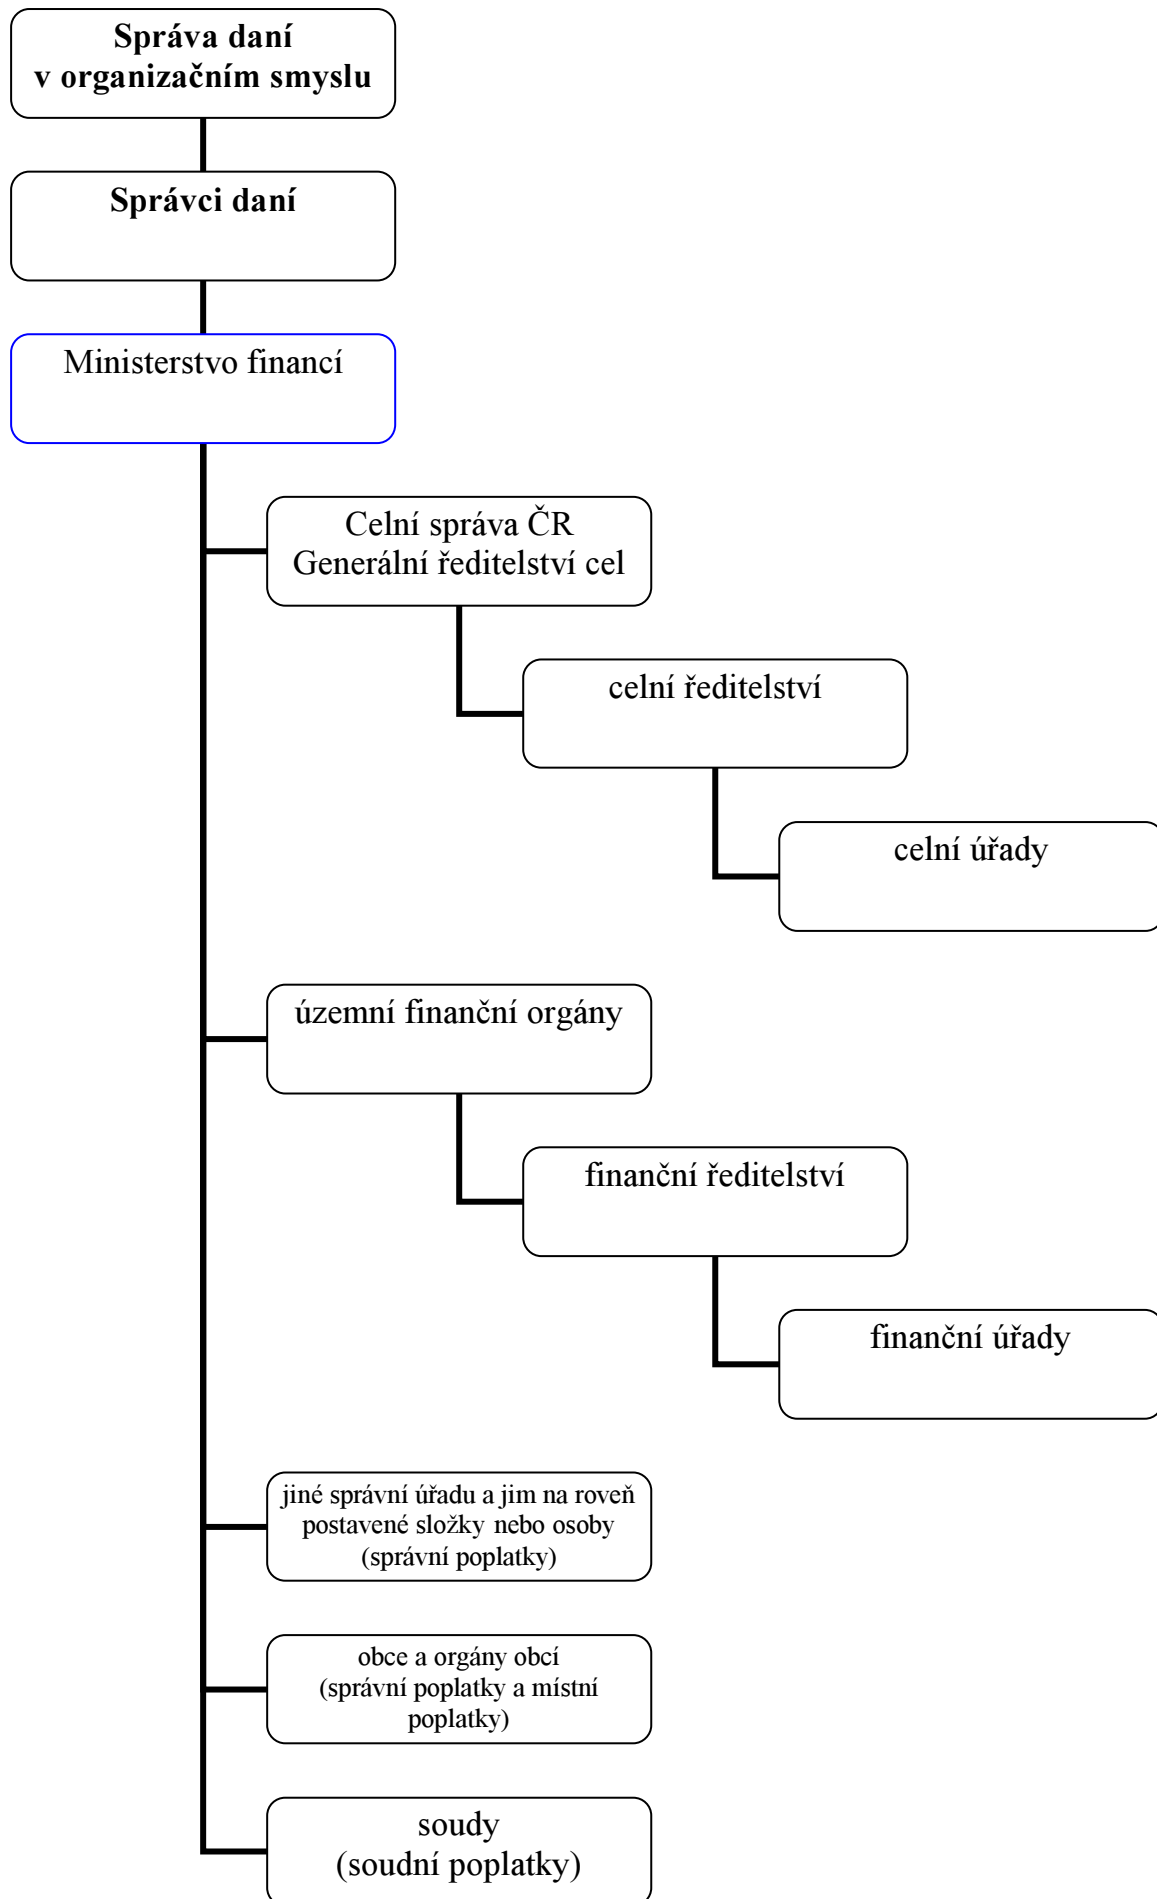 Správa daní
v organizačním smyslu
Správci daní
Ministerstvo financí
Celní správa ČR
Generální ředitelství cel
celní ředitelství
celní úřady
územní finanční orgány
finanční ředitelství
finanční úřady
jiné správní úřadu a jim na roveň
postavené složky nebo osoby
(správní poplatky)
obce a orgány obcí
(správní poplatky a místní
poplatky)
soudy
(soudní poplatky)